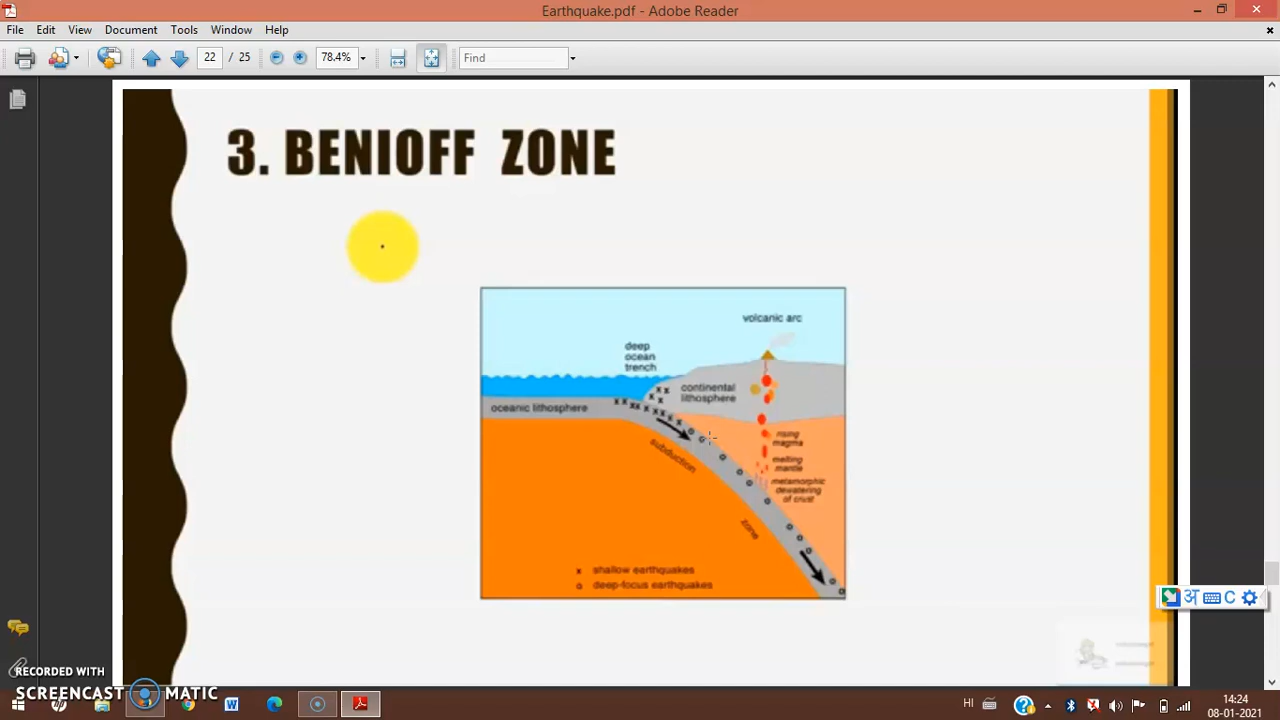 Earthquake.pdf - Adobe Reader
File Edit View Document Tools Window Help
22 / 25 78.4% Find
3. BENIOFF ZONE
volcanic arc
deep
ocean
trench
continental
lithosphere
oceanic lithosphere
rising
magma
subduction
melting
mantle
metamorphic
dewatering
of crust
zone
x shallow earthquakes
o deep-focus earthquakes
अ C
RECORDED WITH
SCREENCAST MATIC
HI 14:24
08-01-2021